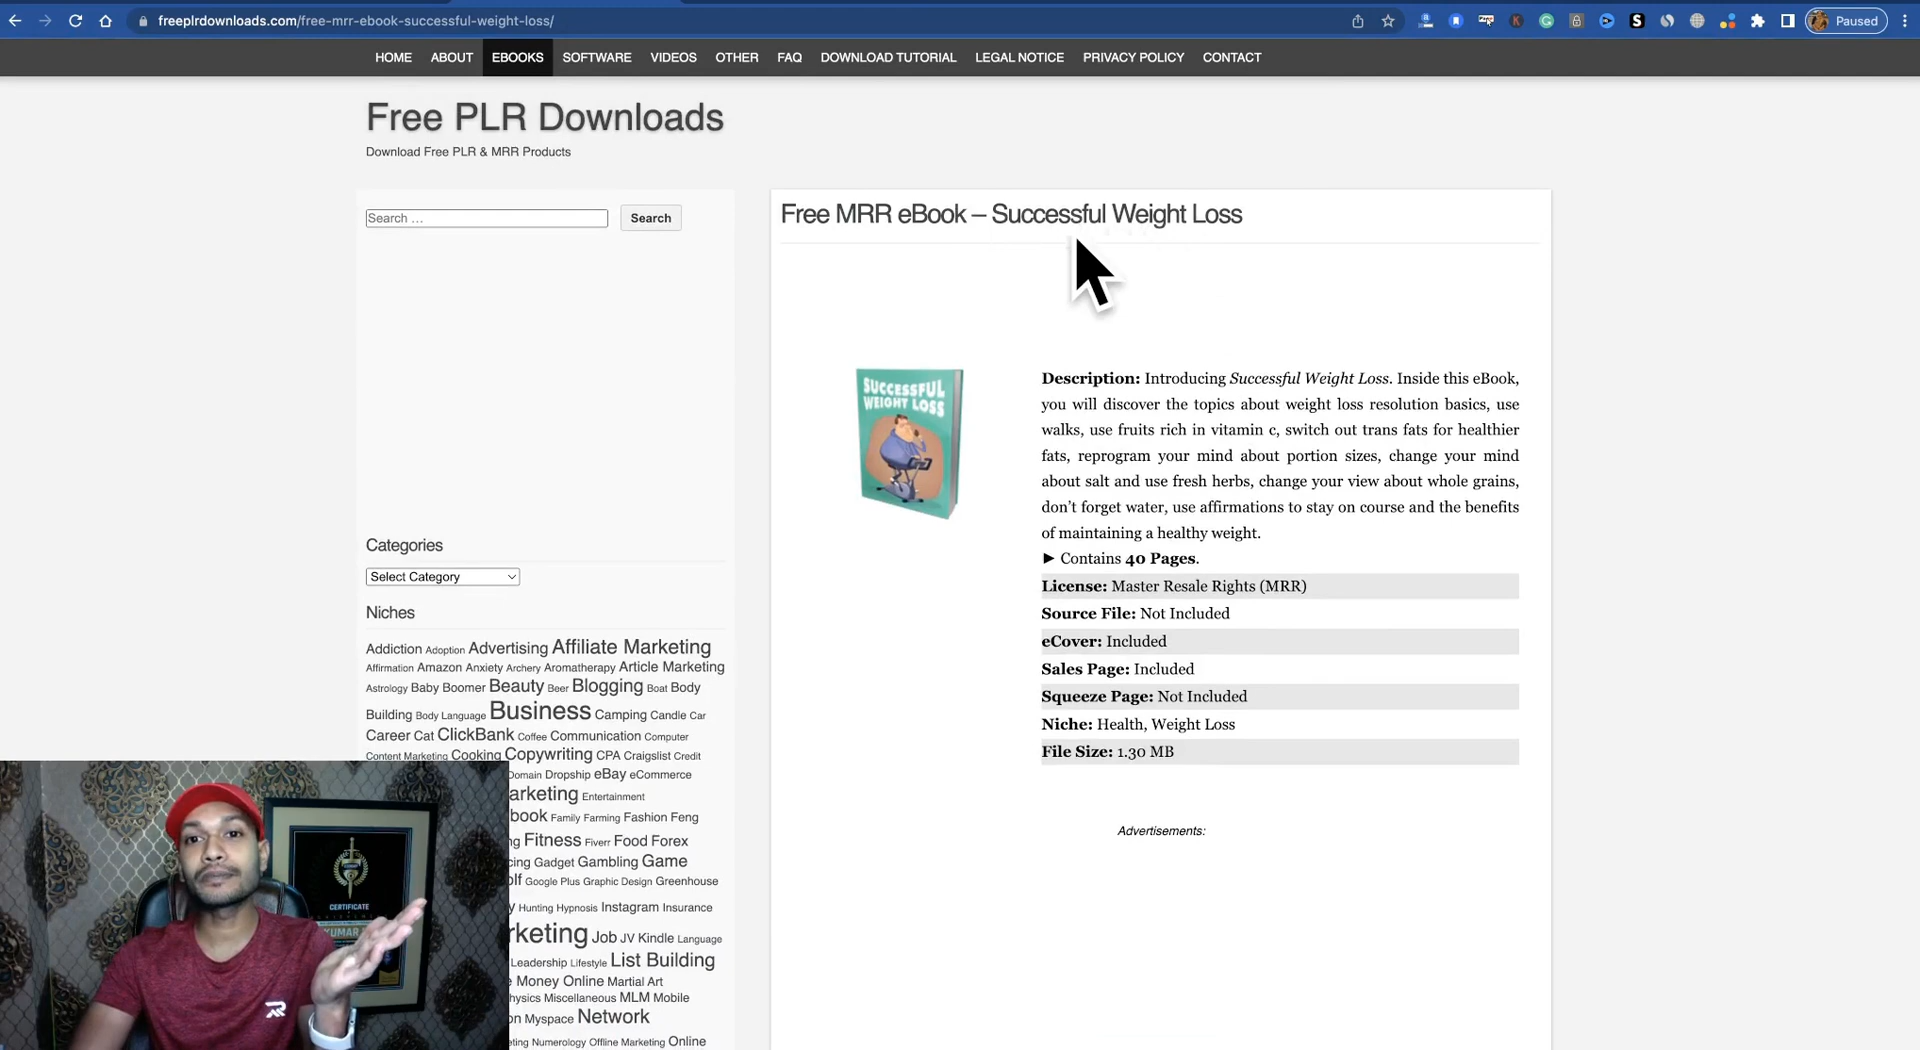 freeplrdownloads.com/free-mrr-ebook-successful-weight-loss/
Paused
HOME ABOUT EBOOKS SOFTWARE VIDEOS OTHER FAQ DOWNLOAD TUTORIAL LEGAL NOTICE PRIVACY POLICY CONTACT
Free PLR Downloads
Download Free PLR & MRR Products
Search …
Search
Categories
Select Category
Niches
Addiction Adoption Advertising Affiliate Marketing
Affirmation Amazon Anxiety Archery Aromatherapy Article Marketing
Astrology Baby Boomer Beauty Beer Blogging Boat Body
Building Body Language Business Camping Candle Car
Career Cat ClickBank Coffee Communication Computer
Content Marketing Cooking Copywriting CPA Craigslist Credit
Domain Dropship eBay eCommerce
arketing Entertainment
book Family Farming Fashion Feng
ng Fitness Fiverr Food Forex
cing Gadget Gambling Game
olf Google Plus Graphic Design Greenhouse
y Hunting Hypnosis Instagram Insurance
rketing Job JV Kindle Language
Leadership Lifestyle List Building
e Money Online Martial Art
hysics Miscellaneous MLM Mobile
on Myspace Network
eting Numerology Offline Marketing Online
Free MRR eBook – Successful Weight Loss
SUCCESSFUL
WEIGHT LOSS
Description: Introducing Successful Weight Loss. Inside this eBook,
you will discover the topics about weight loss resolution basics, use
walks, use fruits rich in vitamin c, switch out trans fats for healthier
fats, reprogram your mind about portion sizes, change your mind
about salt and use fresh herbs, change your view about whole grains,
don't forget water, use affirmations to stay on course and the benefits
of maintaining a healthy weight.
► Contains 40 Pages.
License: Master Resale Rights (MRR)
Source File: Not Included
eCover: Included
Sales Page: Included
Squeeze Page: Not Included
Niche: Health, Weight Loss
File Size: 1.30 MB
Advertisements:
CERTIFICATE
KUMAR